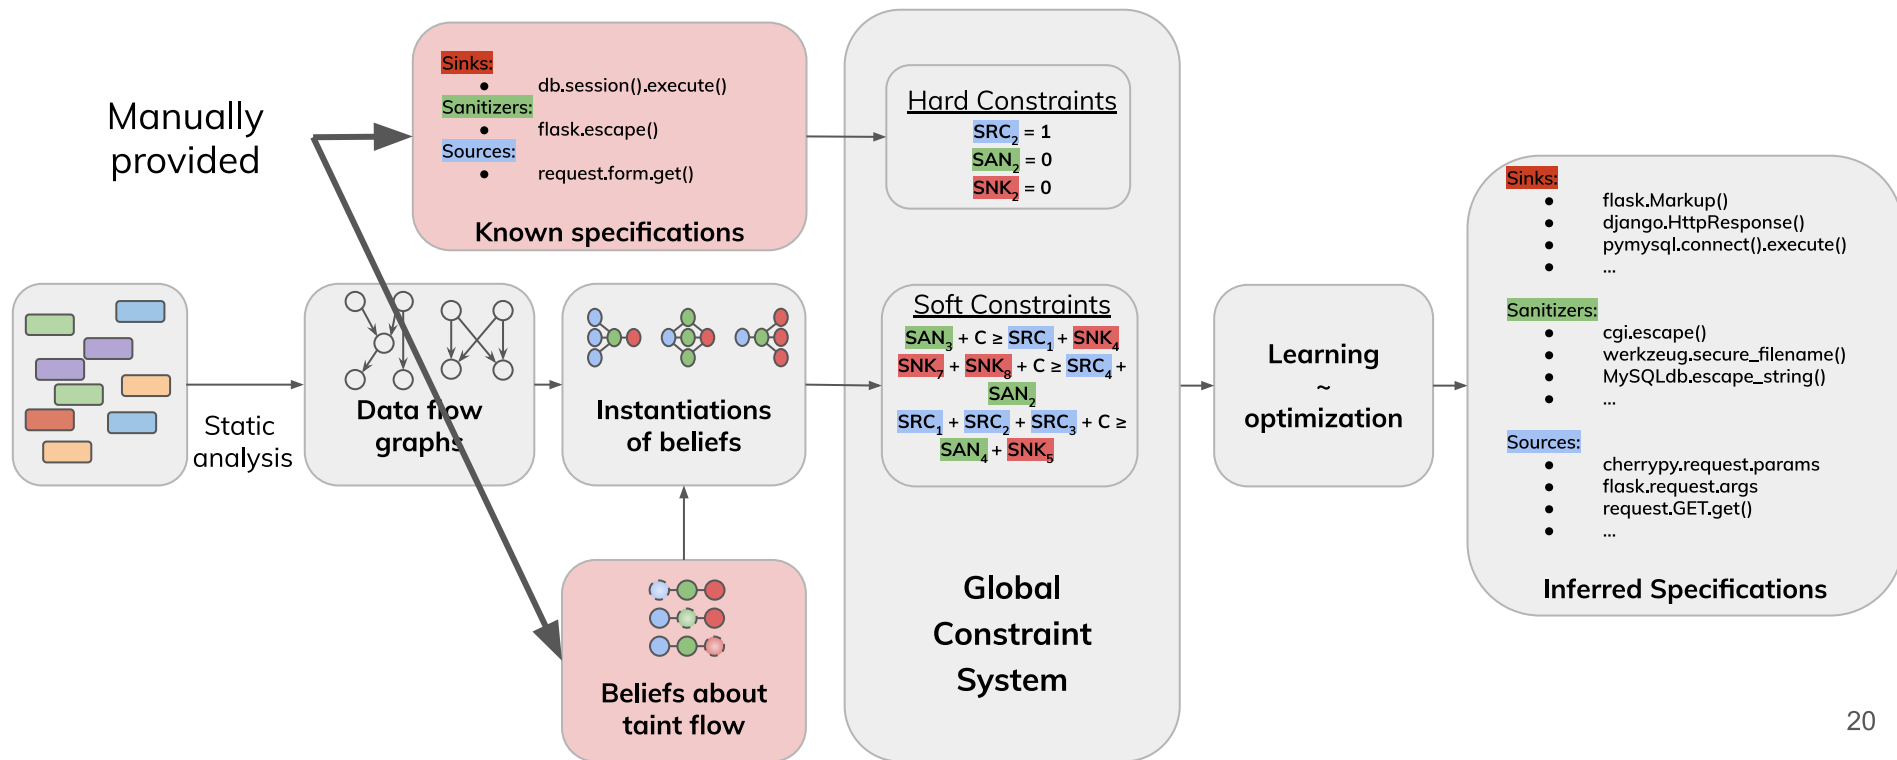 Manually
provided
Sinks:
● db.session().execute()
Sanitizers:
● flask.escape()
Sources:
● request.form.get()
Known specifications
Static
analysis
Data flow
graphs
Instantiations
of beliefs
Beliefs about
taint flow
Hard Constraints
SRC₂ = 1
SAN₂ = 0
SNK₂ = 0
Soft Constraints
SAN₃ + C ≥ SRC₁ + SNK₄
SNK₇ + SNK₈ + C ≥ SRC₄ +
SAN₂
SRC₁ + SRC₂ + SRC₃ + C ≥
SAN₄ + SNK₅
Global
Constraint
System
Learning
~
optimization
Sinks:
● flask.Markup()
● django.HttpResponse()
● pymysql.connect().execute()
● ...
Sanitizers:
● cgi.escape()
● werkzeug.secure_filename()
● MySQLdb.escape_string()
● ...
Sources:
● cherrypy.request.params
● flask.request.args
● request.GET.get()
● ...
Inferred Specifications
20